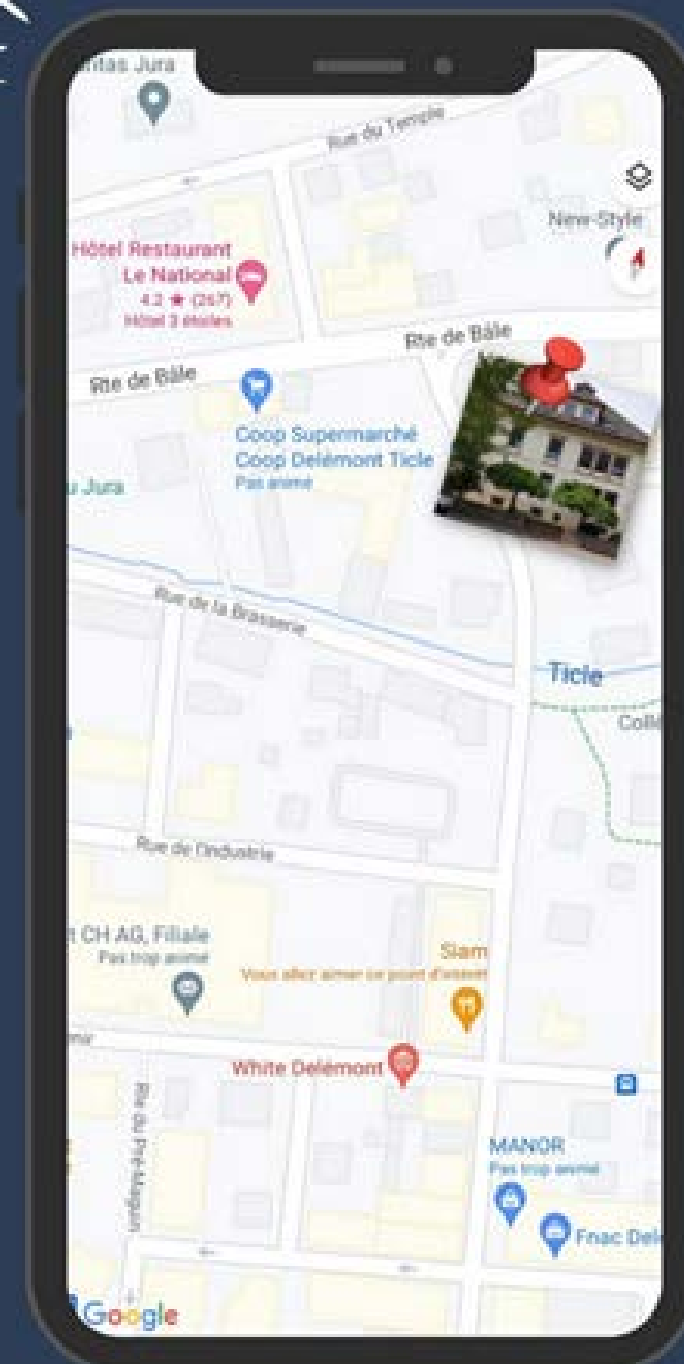 itas Jura
Rue du Temple
New-Style
Hôtel Restaurant
Le National
4.2 ★ (267)
Hôtel 3 étoiles
Rte de Bâle
Rte de Bâle
Coop Supermarché
Coop Delémont Ticle
Pas animé
u Jura
Rue de la Brasserie
Ticle
Collè
Rue de l'Industrie
t CH AG, Filiale
Pas trop animé
Siam
Vous allez aimer ce point d'intérêt
White Delémont
Rte du Pré-Maguin
MANOR
Pas trop animé
Fnac Del
Google